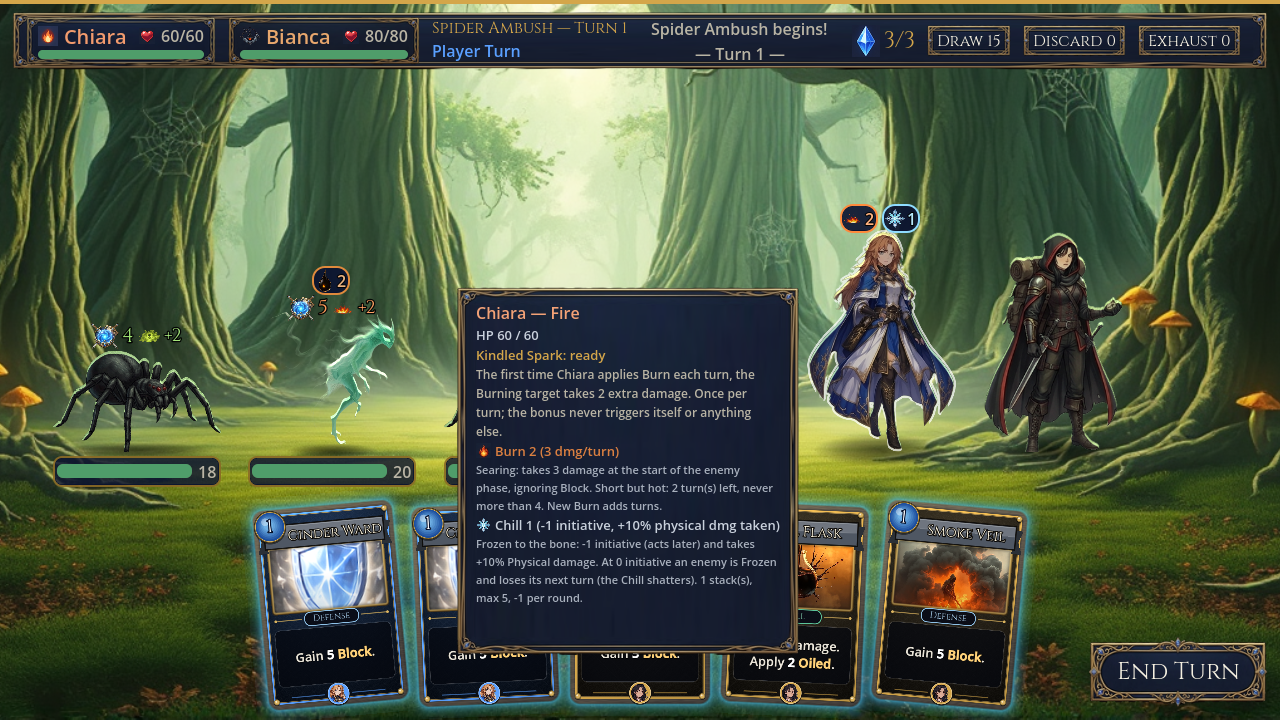 Chiara 60/60
Bianca 80/80
Spider Ambush — Turn 1
Player Turn
Spider Ambush begins!
— Turn 1 —
3/3
Draw 15
Discard 0
Exhaust 0
2 1
2
5 +2
4 +2
18
20
Chiara — Fire
HP 60 / 60
Kindled Spark: ready
The first time Chiara applies Burn each turn, the
Burning target takes 2 extra damage. Once per
turn; the bonus never triggers itself or anything
else.
Burn 2 (3 dmg/turn)
Searing: takes 3 damage at the start of the enemy
phase, ignoring Block. Short but hot: 2 turn(s) left, never
more than 4. New Burn adds turns.
Chill 1 (-1 initiative, +10% physical dmg taken)
Frozen to the bone: -1 initiative (acts later) and takes
+10% Physical damage. At 0 initiative an enemy is Frozen
and loses its next turn (the Chill shatters). 1 stack(s),
max 5, -1 per round.
1
Cinder Ward
Defense
Gain 5 Block.
1
Gain 5 Block.
Gain 5 Block.
Flask
Apply 2 Oiled.
1
Smoke Veil
Defense
Gain 5 Block.
End Turn